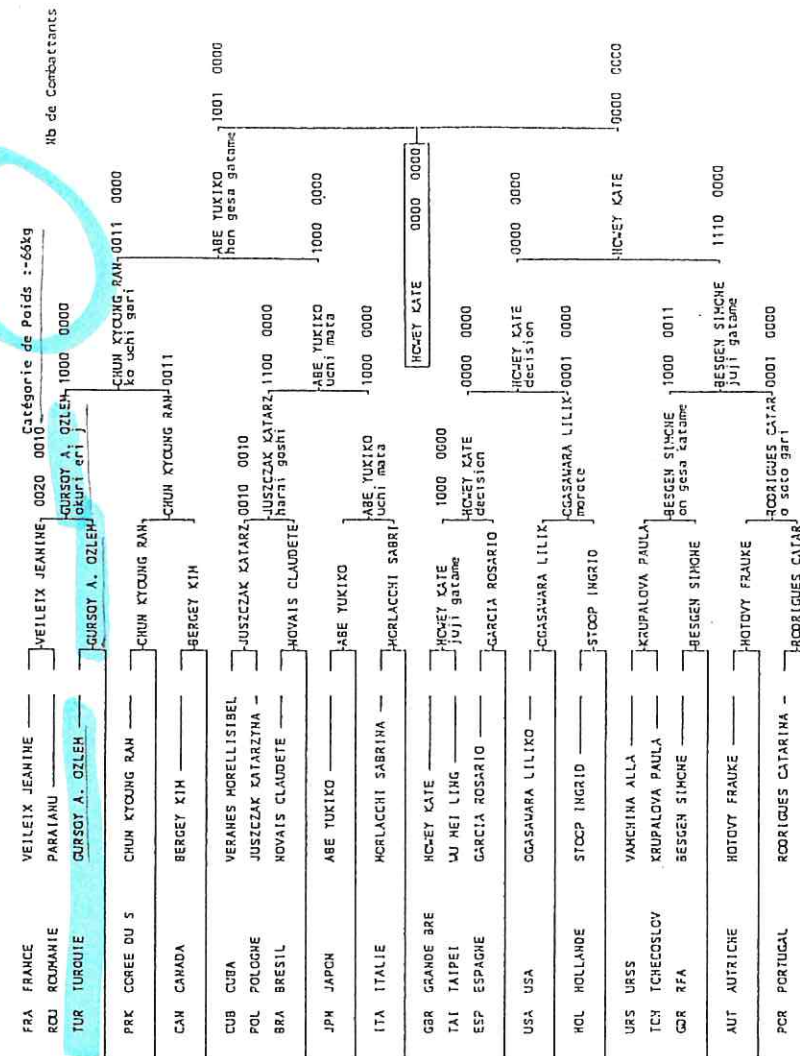 Nb de Combattants
Catégorie de Poids :-66kg
FRA FRANCE VEILEIX JEANINE
ROU ROUMANIE PARAIANU
TUR TURQUIE GURSOY A. OZLEM
PRK COREE DU S CHUN KYOUNG RAN
CAN CANADA BERGEY KIM
CUB CUBA VERANES MORELLISIBEL
POL POLOGNE JUSZCZAK KATARZYNA
BRA BRESIL NOVAIS CLAUDETE
JPN JAPON ABE YUKIKO
ITA ITALIE MORLACCHI SABRINA
GBR GRANDE BRE HOWEY KATE
TAI TAIPEI WU MEI LING
ESP ESPAGNE GARCIA ROSARIO
USA USA OGASAWARA LILIKO
HOL HOLLANDE STOOP INGRID
URS URSS VAMCHINA ALLA
TCH TCHECOSLOV KRUPALOVA PAULA
GDR RFA BESGEN SIMONE
AUT AUTRICHE HOTOVY FRAUKE
POR PORTUGAL RODRIGUES CATARINA
VEILEIX JEANINE 0020 0010
GURSOY A. OZLEM
CHUN KYOUNG RAN
BERGEY KIM
JUSZCZAK KATARZ 0010 0010
NOVAIS CLAUDETE
ABE YUKIKO
MORLACCHI SABRI
HOWEY KATE 1000 0000
juji gatame
GARCIA ROSARIO
OGASAWARA LILIK
STOOP INGRID
KRUPALOVA PAULA
BESGEN SIMONE
HOTOVY FRAUKE
RODRIGUES CATAR
GURSOY A. OZLEM 1000 0000
okuri eri j
CHUN KYOUNG RAN 0011
JUSZCZAK KATARZ 1100 0000
harai goshi
ABE YUKIKO 1000 0000
uchi mata
HOWEY KATE 0000 0000
decision
OGASAWARA LILIK 0001 0000
morote
BESGEN SIMONE 1000 0011
on gesa katame
RODRIGUES CATAR 0001 0000
o soto gari
CHUN KYOUNG RAN 0011 0000
ko uchi gari
ABE YUKIKO 1000 0000
uchi mata
HOWEY KATE 0000 0000
decision
BESGEN SIMONE 1110 0000
juji gatame
ABE YUKIKO 1001 0000
hon gesa gatame
HOWEY KATE 0000 0000
HOWEY KATE 0000 0000